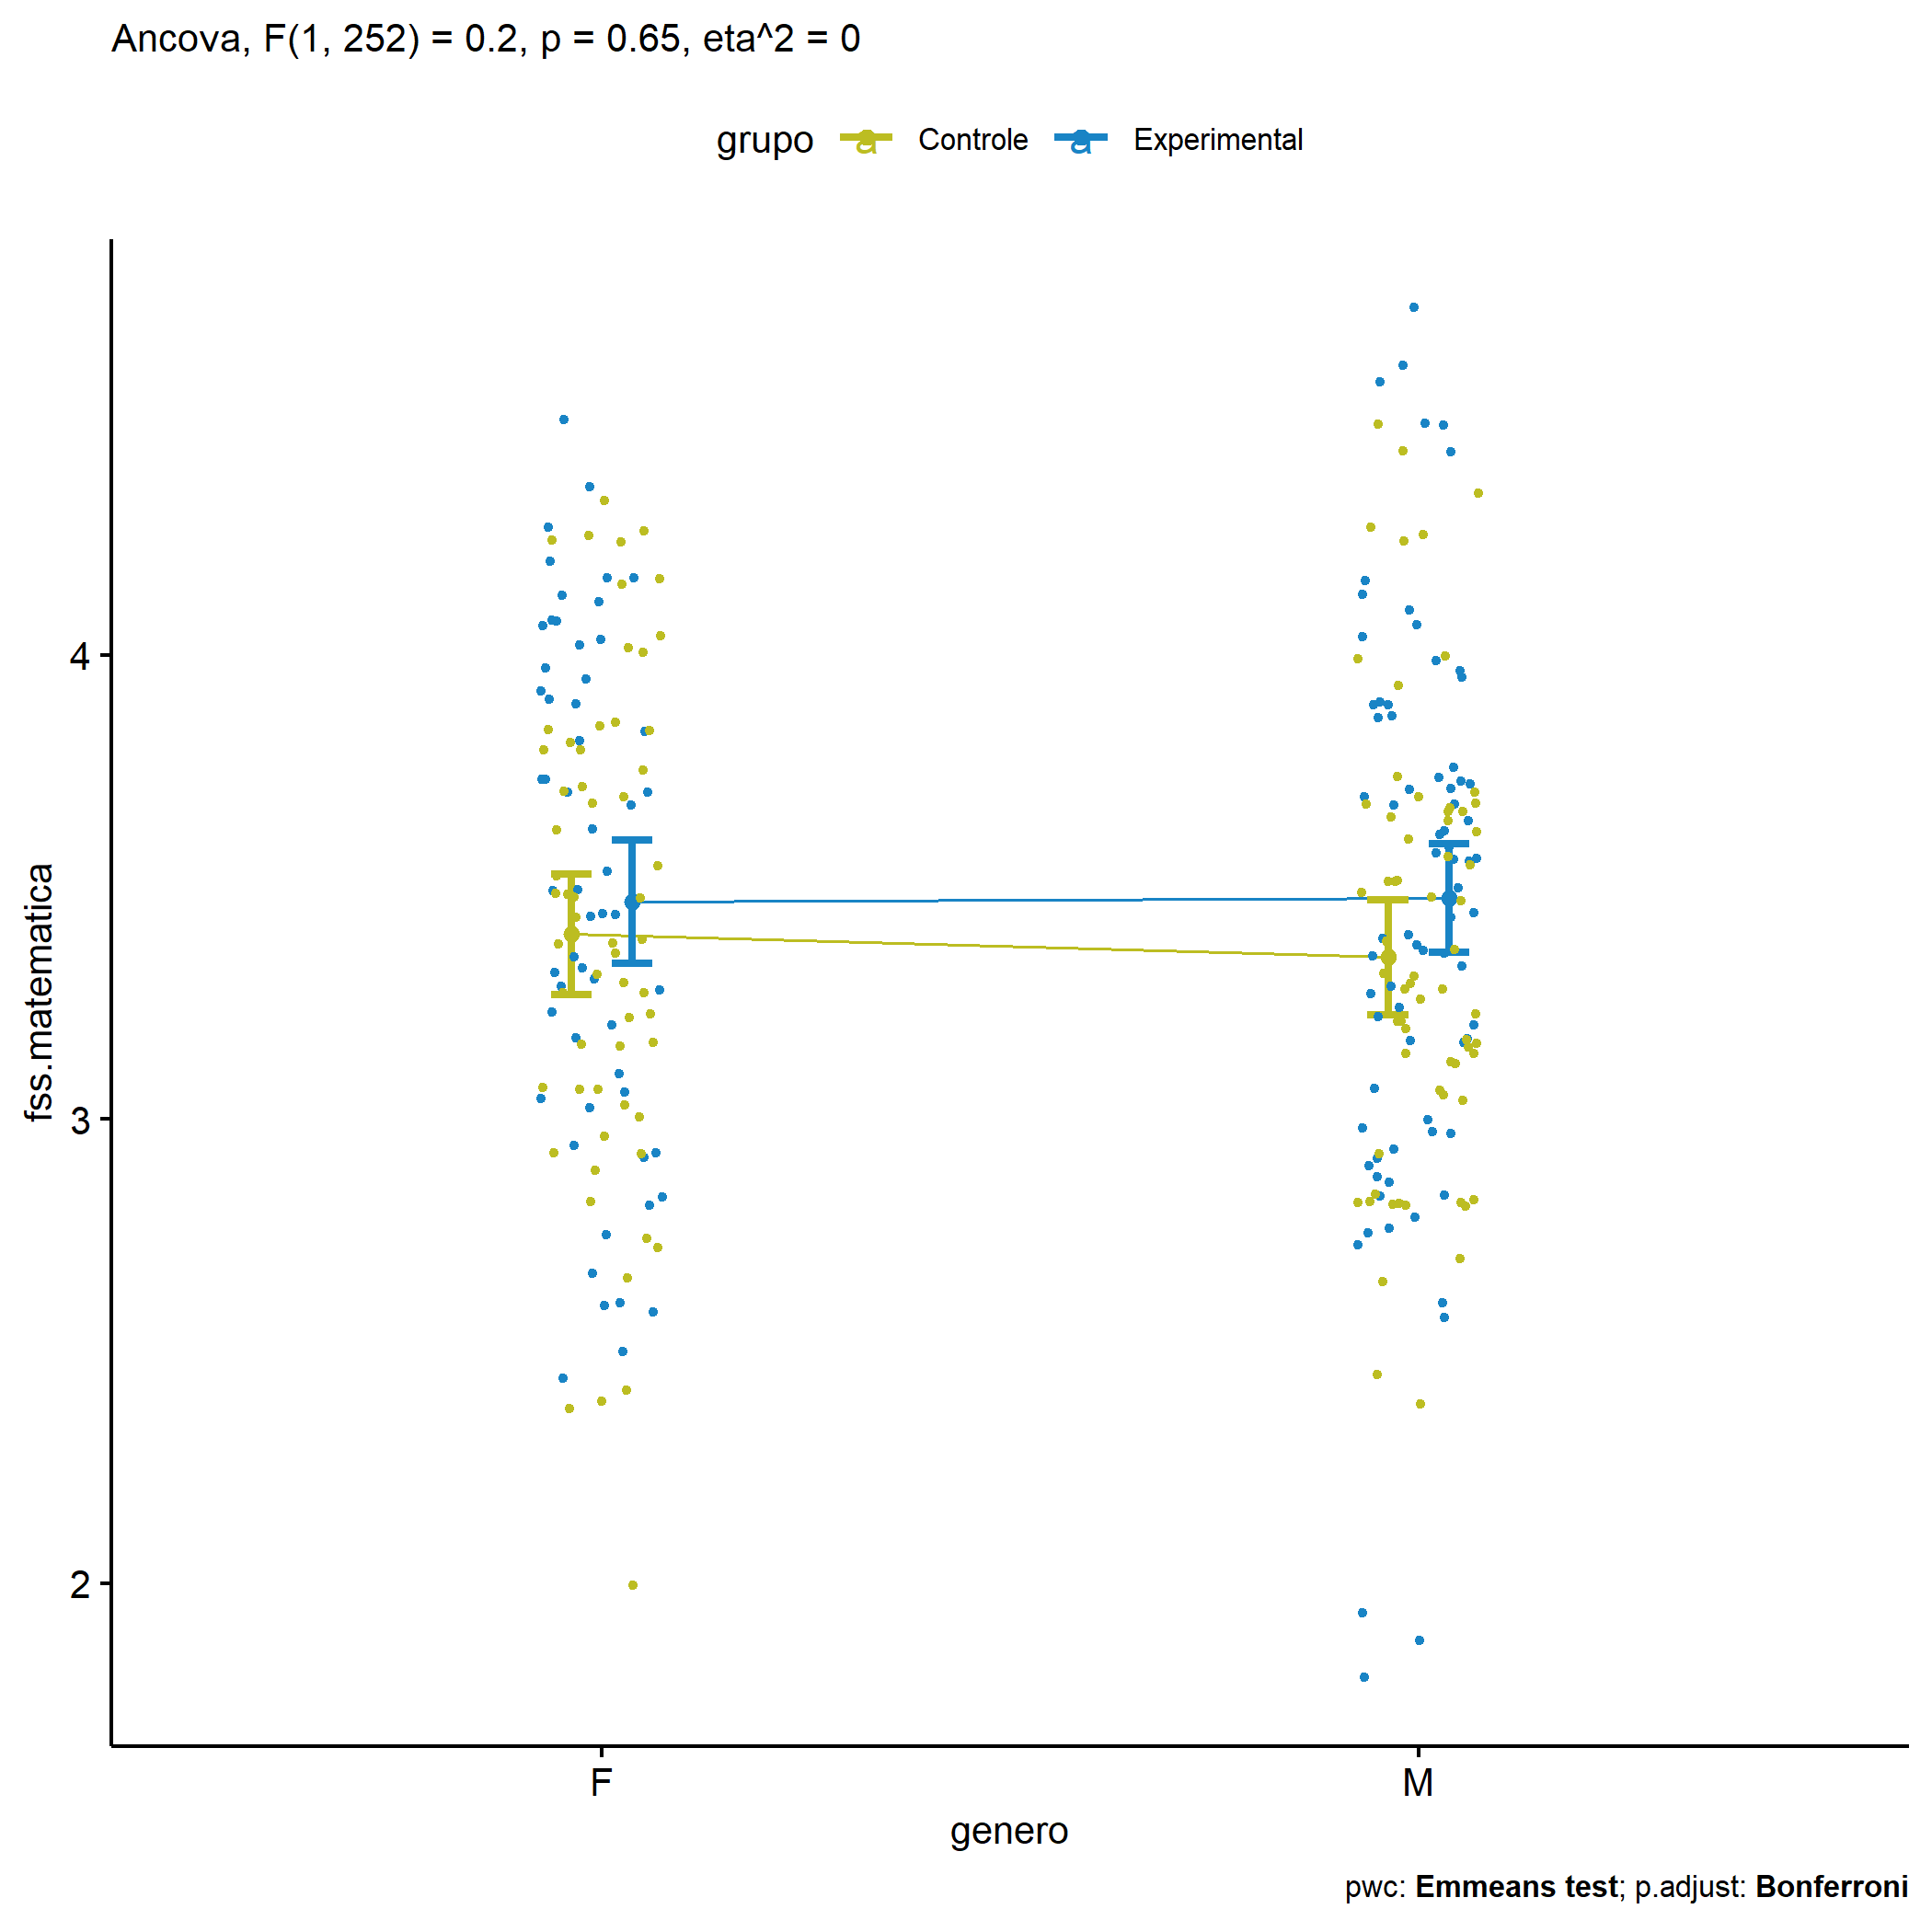 Ancova, F(1, 252) = 0.2, p = 0.65, eta^2 = 0
grupo a Controle a Experimental
fss.matematica
4
3
2
F M
genero
pwc: Emmeans test; p.adjust: Bonferroni